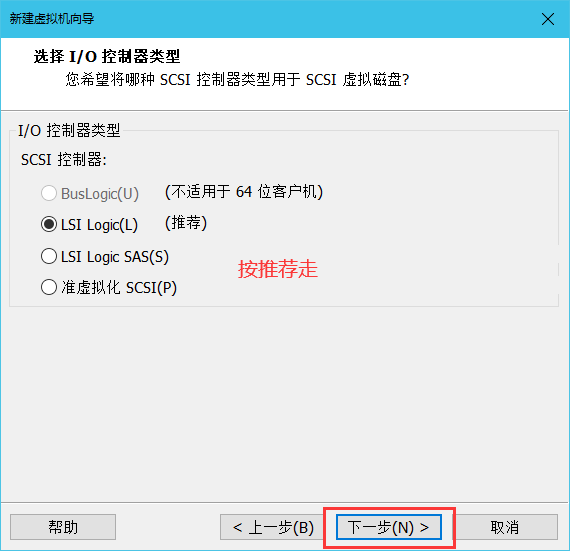 新建虚拟机向导
选择 I/O 控制器类型
您希望将哪种 SCSI 控制器类型用于 SCSI 虚拟磁盘?
I/O 控制器类型
SCSI 控制器:
BusLogic(U) (不适用于 64 位客户机)
LSI Logic(L) (推荐)
LSI Logic SAS(S)
按推荐走
准虚拟化 SCSI(P)
帮助 < 上一步(B) 下一步(N) > 取消